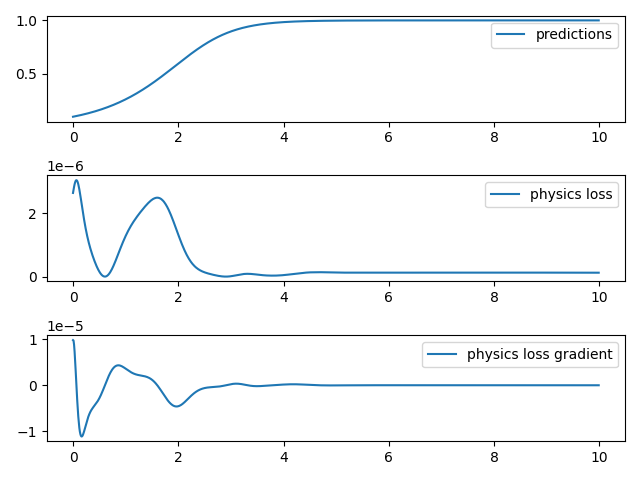 1.0
0.5
predictions
0 2 4 6 8 10
1e−6
2
0
physics loss
0 2 4 6 8 10
1e−5
1
0
−1
physics loss gradient
0 2 4 6 8 10